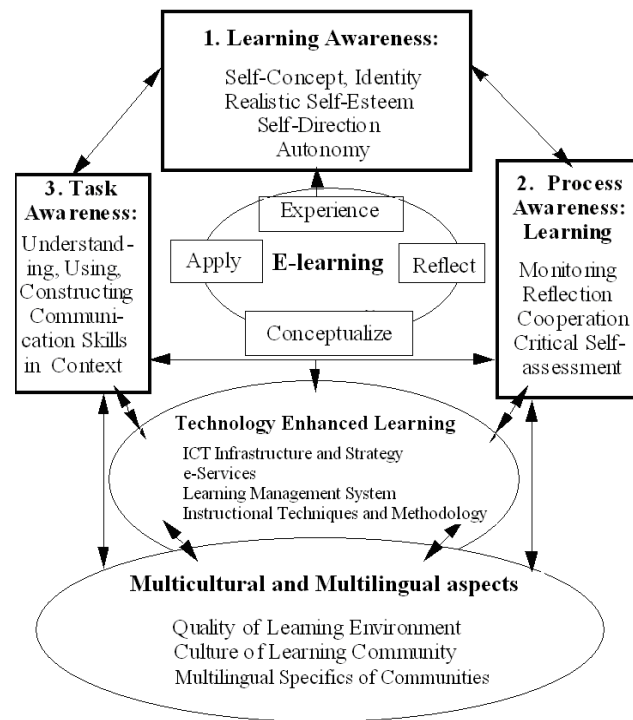 1. Learning Awareness:
Self-Concept, Identity
Realistic Self-Esteem
Self-Direction
Autonomy
3. Task
Awareness:
Understand-
ing, Using,
Constructing
Communi-
cation Skills
in Context
Experience
Apply
E-learning
Reflect
Conceptualize
2. Process
Awareness:
Learning
Monitoring
Reflection
Cooperation
Critical Self-
assessment
Technology Enhanced Learning
ICT Infrastructure and Strategy
e-Services
Learning Management System
Instructional Techniques and Methodology
Multicultural and Multilingual aspects
Quality of Learning Environment
Culture of Learning Community
Multilingual Specifics of Communities